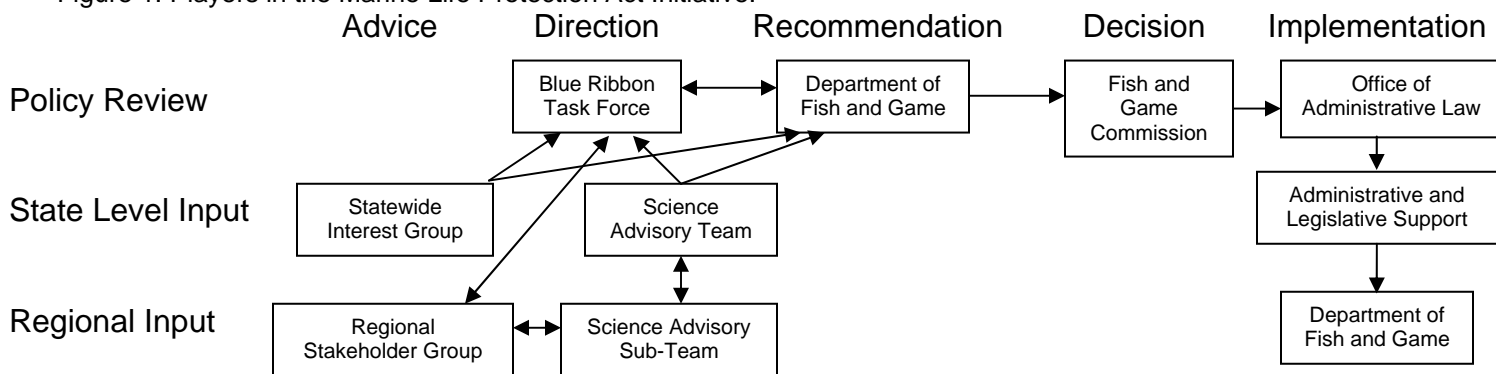 Figure 1. Players in the Marine Life Protection Act Initiative.
Advice Direction Recommendation Decision Implementation
Policy Review
Blue Ribbon
Task Force
Department of
Fish and Game
Fish and
Game
Commission
Office of
Administrative Law
State Level Input
Statewide
Interest Group
Science
Advisory Team
Administrative and
Legislative Support
Regional Input
Regional
Stakeholder Group
Science Advisory
Sub-Team
Department of
Fish and Game